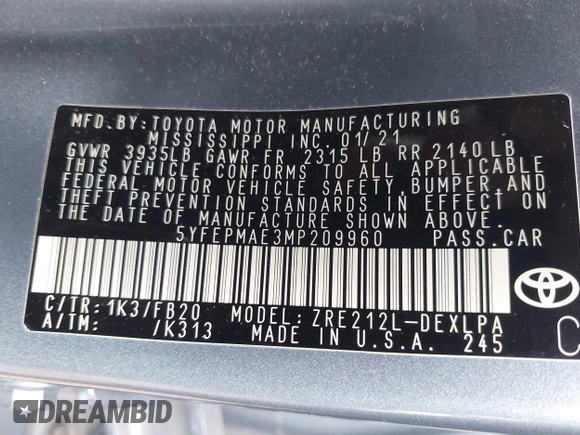 MFD. BY: TOYOTA MOTOR MANUFACTURING
MISSISSIPPI INC. 01/21
GVWR 3935LB GAWR FR 2315 LB RR 2140 LB
THIS VEHICLE CONFORMS TO ALL APPLICABLE
FEDERAL MOTOR VEHICLE SAFETY, BUMPER, AND
THEFT PREVENTION STANDARDS IN EFFECT ON
THE DATE OF MANUFACTURE SHOWN ABOVE.
5YFEPMAE3MP209960 PASS. CAR
C/TR: 1K3/FB20 MODEL: ZRE212L-DEXLPA
A/TM: /K313 MADE IN U.S.A. 245
TOYOTA
C
DREAMBID